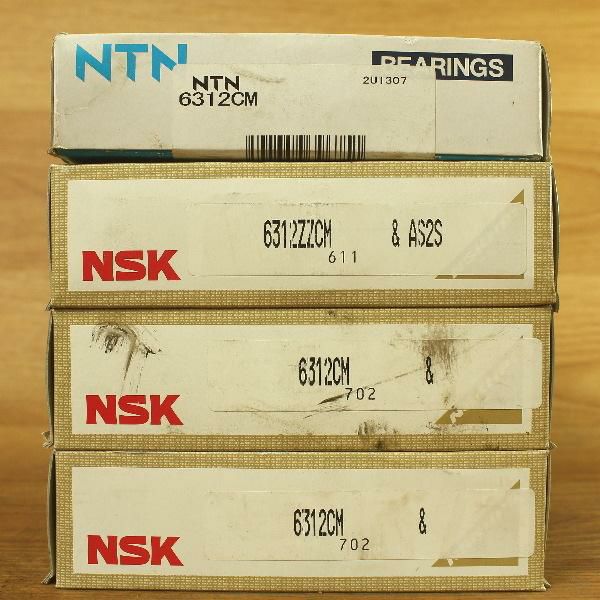 NTN
BEARINGS
NTN
2U1307
6312CM
6312ZZCM & AS2S
611
NSK
6312CM &
702
NSK
6312CM &
702
NSK